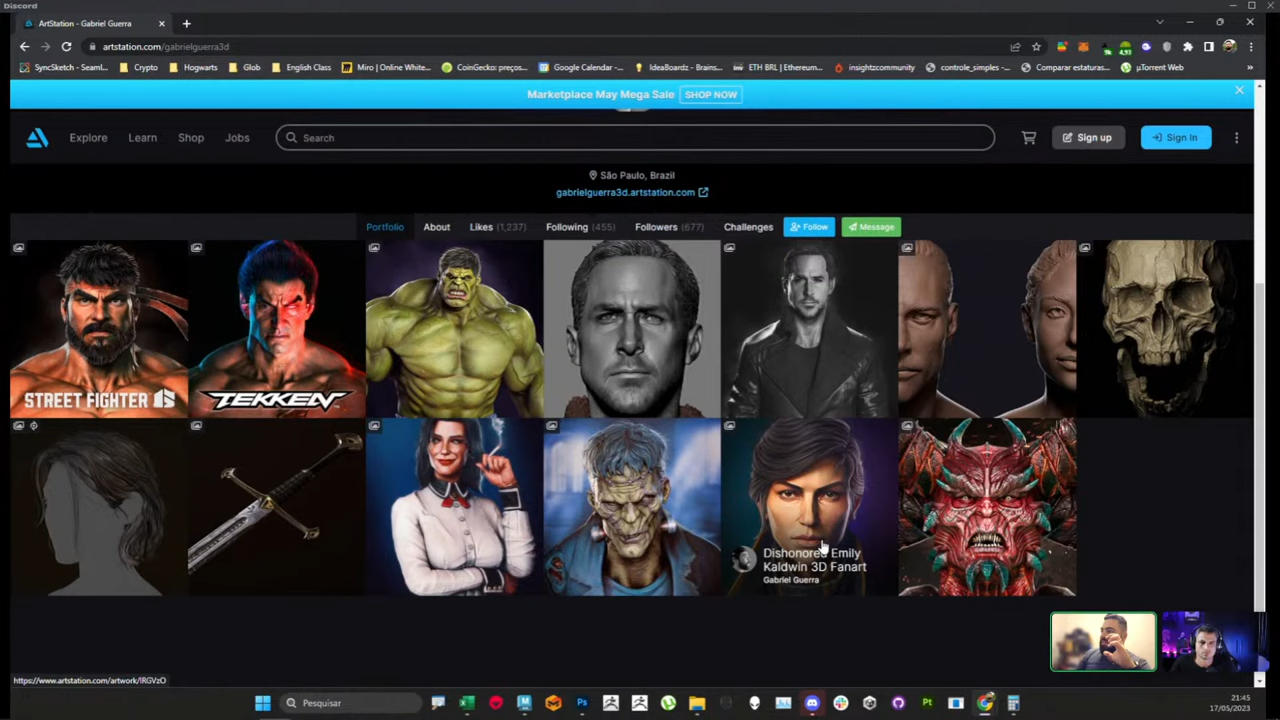 Discord
ArtStation - Gabriel Guerra
artstation.com/gabrielguerra3d
SyncSketch - Seaml... Crypto Hogwarts Glob English Class Miro | Online White... CoinGecko: preços... Google Calendar -... IdeaBoardz - Brains... ETH BRL | Ethereum... insightzcommunity controle_simples -... Comparar estaturas... µTorrent Web »
Marketplace May Mega Sale SHOP NOW
Explore Learn Shop Jobs Search Sign up Sign In
São Paulo, Brazil
gabrielguerra3d.artstation.com
Portfolio About Likes (1,237) Following (455) Followers (677) Challenges Follow Message
STREET FIGHTER 6
TEKKEN
Dishonored Emily
Kaldwin 3D Fanart
Gabriel Guerra
https://www.artstation.com/artwork/lRGVzO
Pesquisar
Ps
Pt
21:45
17/05/2023